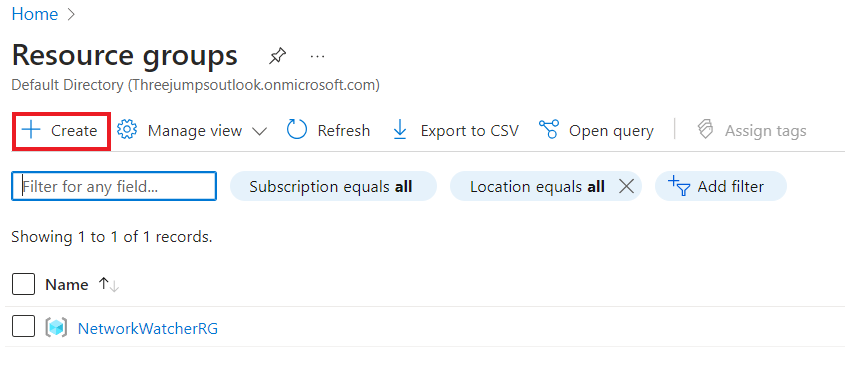 Home
Resource groups ...
Default Directory (Threejumpsoutlook.onmicrosoft.com)
Create Manage view Refresh Export to CSV Open query Assign tags
Filter for any field... Subscription equals all Location equals all Add filter
Showing 1 to 1 of 1 records.
Name
NetworkWatcherRG